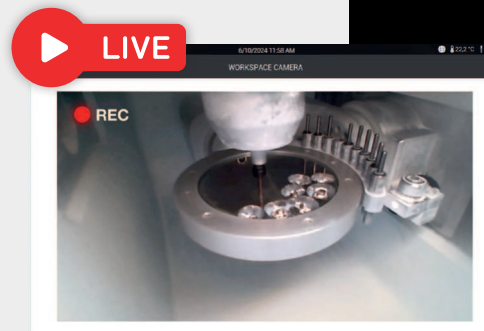 LIVE
6/10/2024 11:58 AM
22,2 °C
WORKSPACE CAMERA
REC